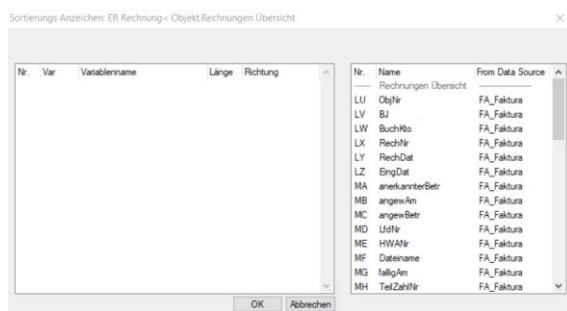 Sortierungs Anzeichen: ER Rechnung< Objekt.Rechnungen Übersicht
Nr. Var Variablenname Länge Richtung
Nr. Name From Data Source
Rechnungen Übersicht
LU ObjNr FA_Faktura
LV BJ FA_Faktura
LW BuchKto FA_Faktura
LX RechNr FA_Faktura
LY RechDat FA_Faktura
LZ EingDat FA_Faktura
MA anerkannterBetr FA_Faktura
MB angewAm FA_Faktura
MC angewBetr FA_Faktura
MD LfdNr FA_Faktura
ME HWANr FA_Faktura
MF Dateiname FA_Faktura
MG falligAm FA_Faktura
MH TeilZahlNr FA_Faktura
OK Abbrechen